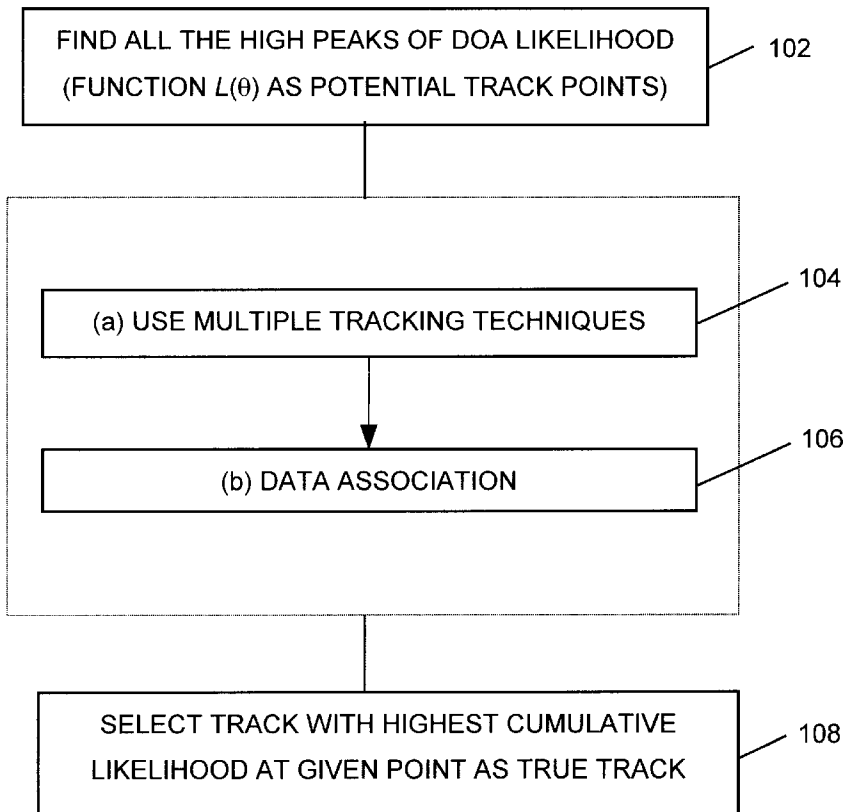 FIND ALL THE HIGH PEAKS OF DOA LIKELIHOOD
(FUNCTION L(θ) AS POTENTIAL TRACK POINTS)
102
104
(a) USE MULTIPLE TRACKING TECHNIQUES
106
(b) DATA ASSOCIATION
SELECT TRACK WITH HIGHEST CUMULATIVE
LIKELIHOOD AT GIVEN POINT AS TRUE TRACK
108